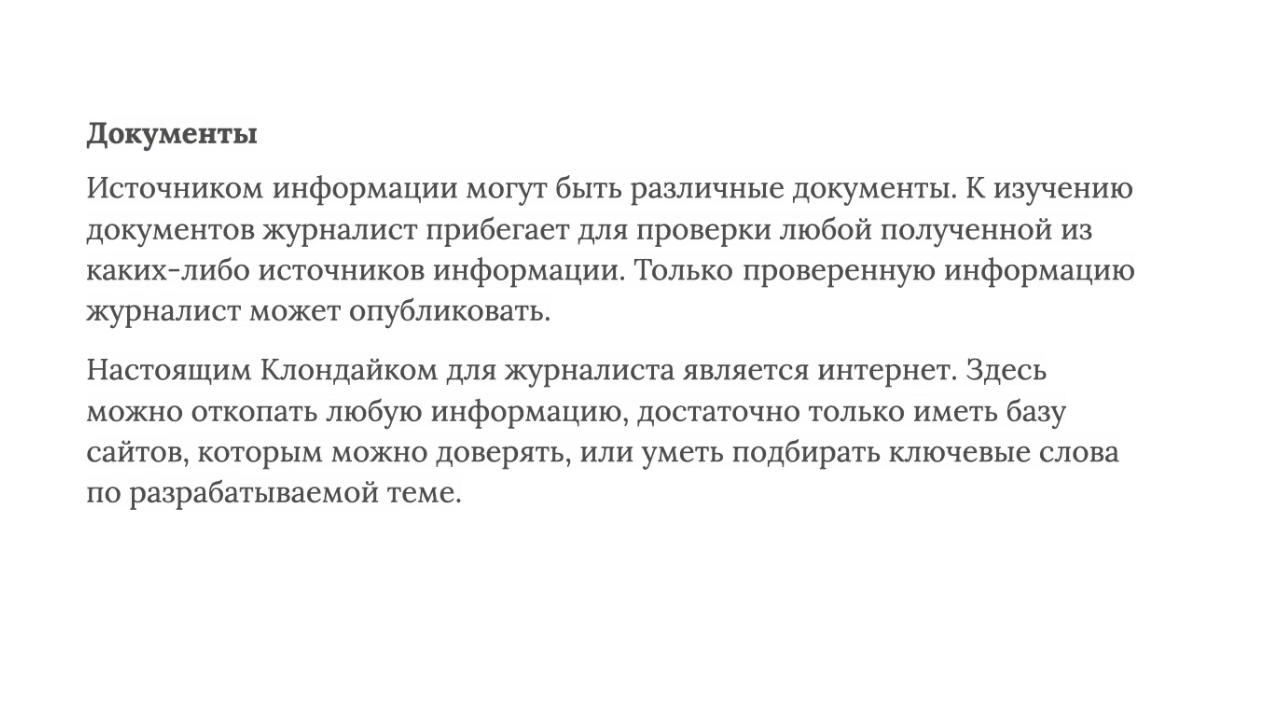 Документы
Источником информации могут быть различные документы. К изучению
документов журналист прибегает для проверки любой полученной из
каких-либо источников информации. Только проверенную информацию
журналист может опубликовать.
Настоящим Клондайком для журналиста является интернет. Здесь
можно откопать любую информацию, достаточно только иметь базу
сайтов, которым можно доверять, или уметь подбирать ключевые слова
по разрабатываемой теме.